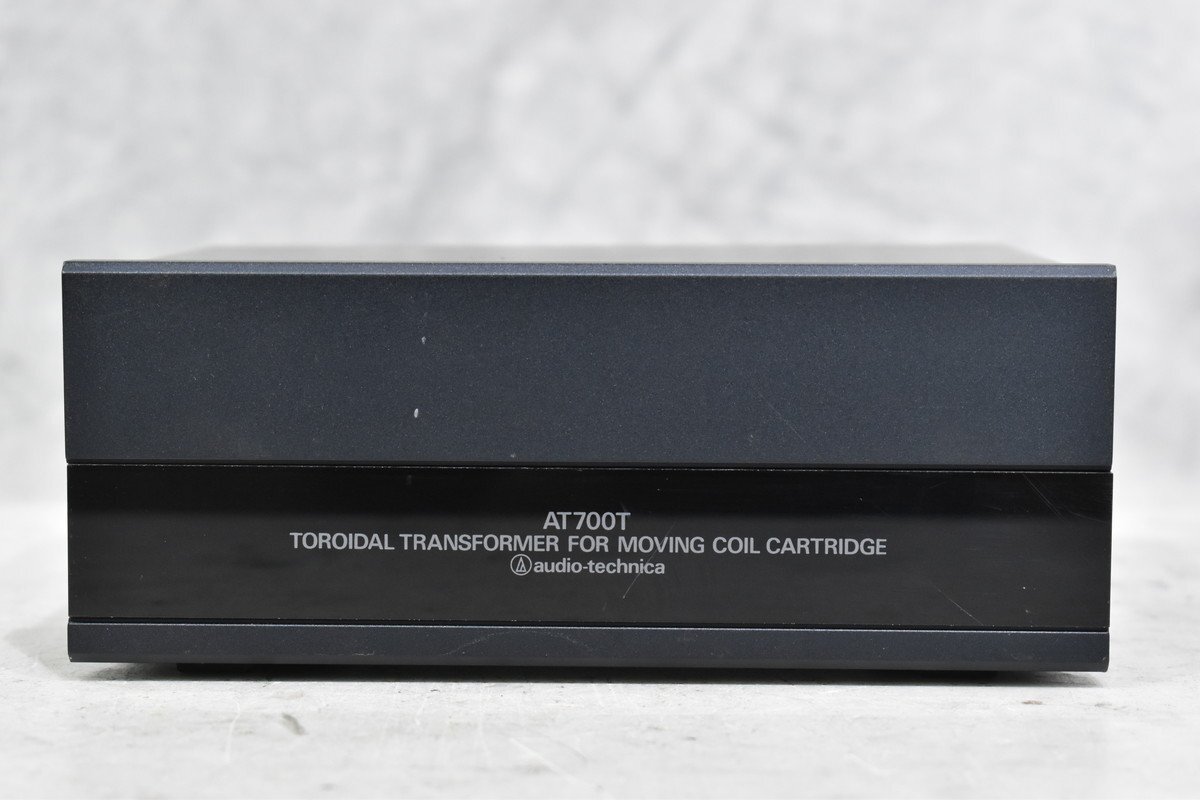 AT700T
TOROIDAL TRANSFORMER FOR MOVING COIL CARTRIDGE
audio-technica